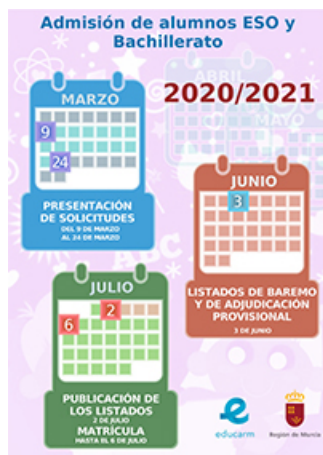 Admisión de alumnos ESO y
Bachillerato
2020/2021
ABRIL
MAYO
MARZO
9
24
PRESENTACIÓN
DE SOLICITUDES
DEL 9 DE MARZO
AL 24 DE MARZO
JUNIO
3
LISTADOS DE BAREMO
Y DE ADJUDICACIÓN
PROVISIONAL
3 DE JUNIO
ABC
JULIO
2
6
PUBLICACIÓN DE
LOS LISTADOS
2 DE JULIO
MATRÍCULA
HASTA EL 6 DE JULIO
educarm
Región de Murcia